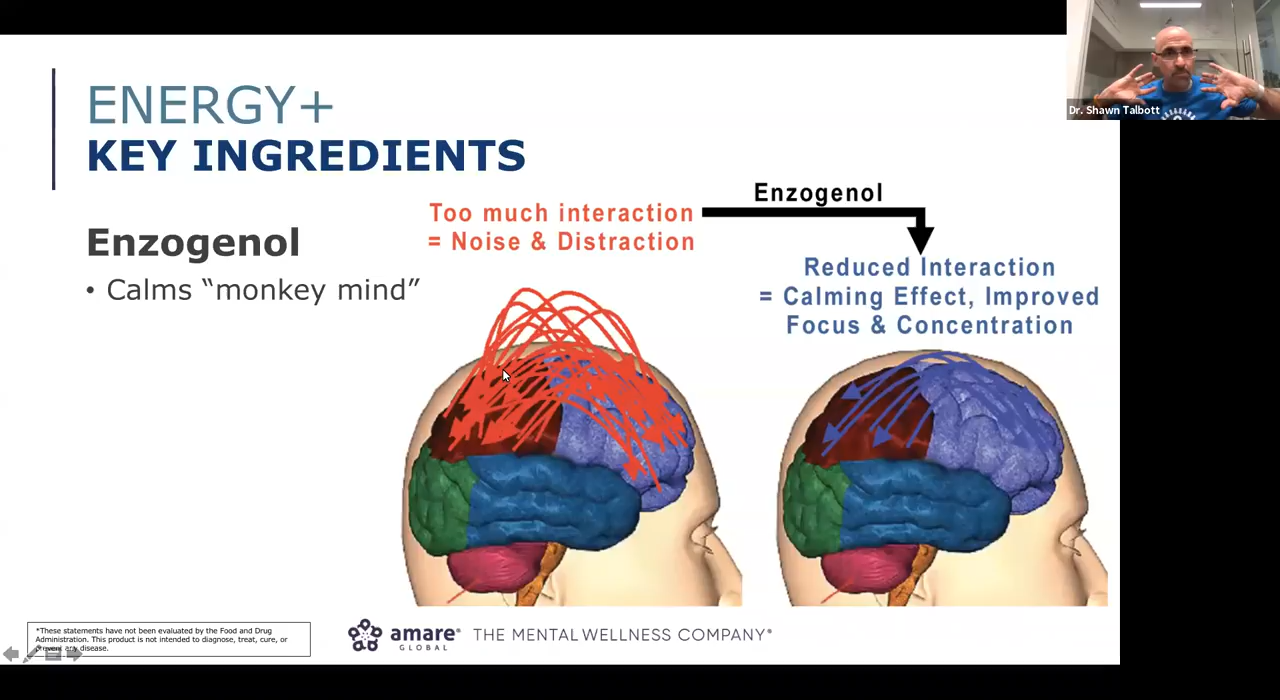 Dr. Shawn Talbott
ENERGY+
KEY INGREDIENTS
Enzogenol
• Calms “monkey mind”
Too much interaction
= Noise & Distraction
Enzogenol
Reduced Interaction
= Calming Effect, Improved
Focus & Concentration
*These statements have not been evaluated by the Food and Drug
Administration. This product is not intended to diagnose, treat, cure, or
prevent any disease.
amare®
GLOBAL
THE MENTAL WELLNESS COMPANY®